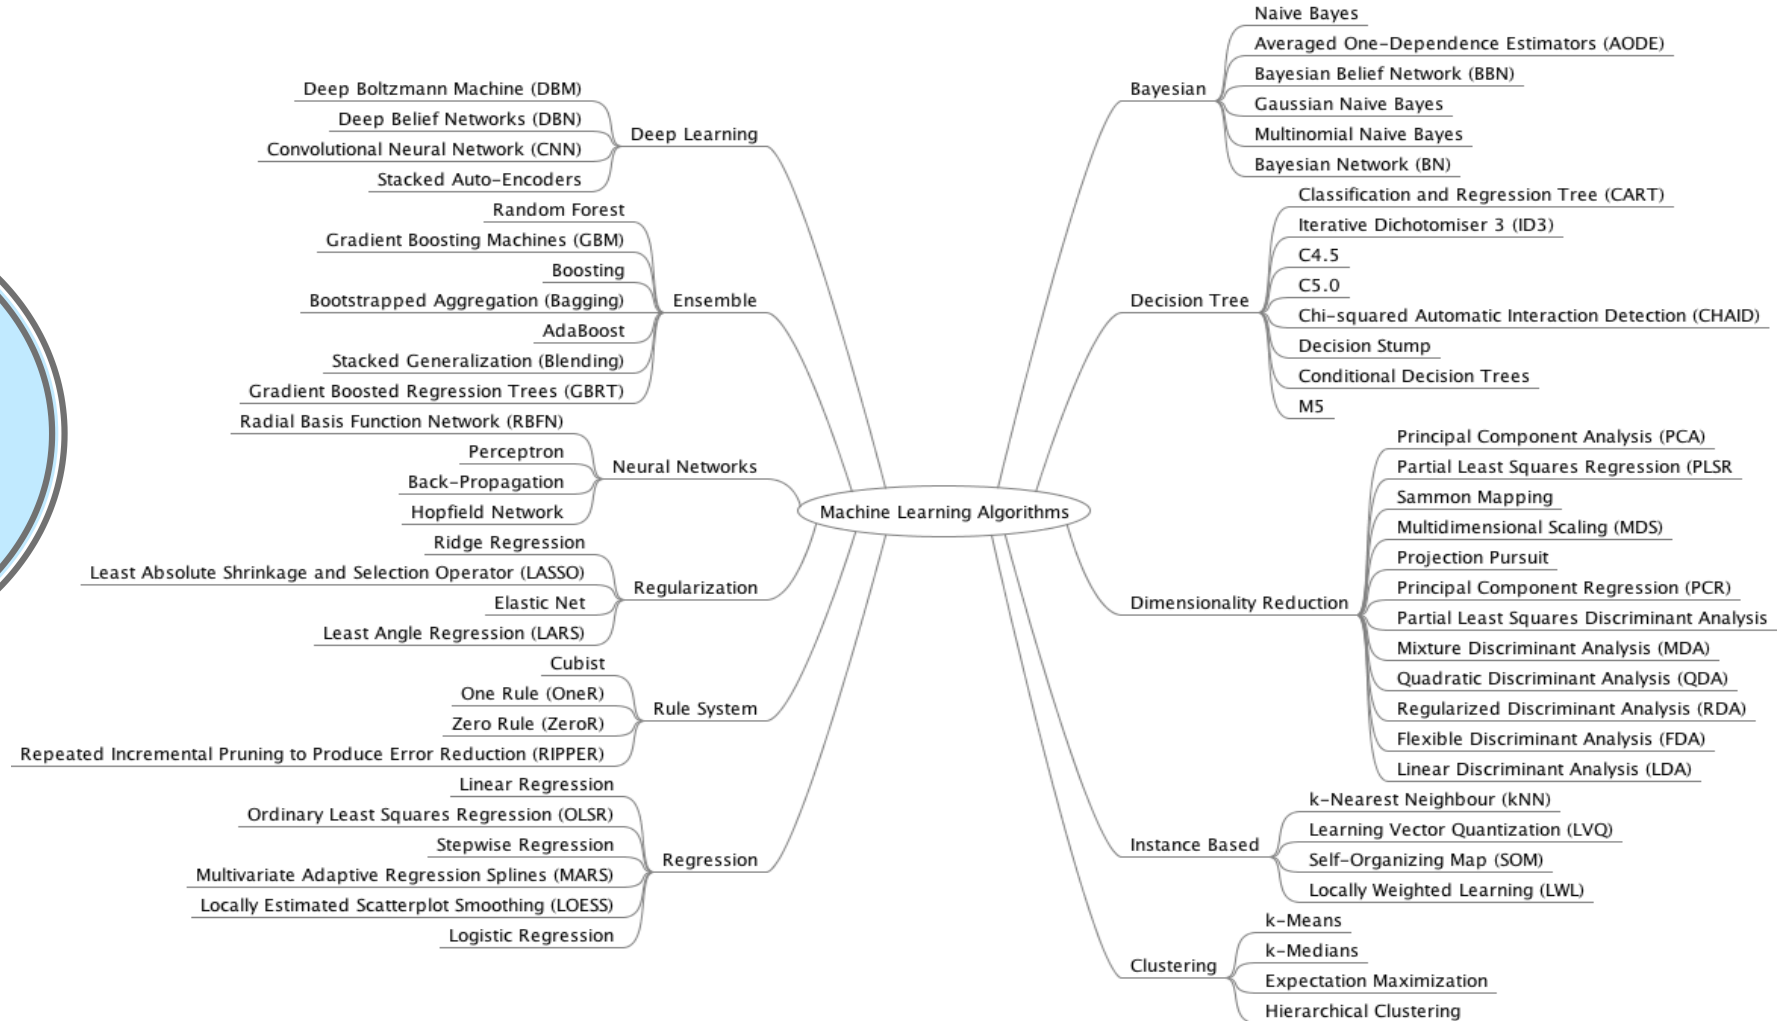 Machine Learning Algorithms
Deep Learning
Deep Boltzmann Machine (DBM)
Deep Belief Networks (DBN)
Convolutional Neural Network (CNN)
Stacked Auto-Encoders
Ensemble
Random Forest
Gradient Boosting Machines (GBM)
Boosting
Bootstrapped Aggregation (Bagging)
AdaBoost
Stacked Generalization (Blending)
Gradient Boosted Regression Trees (GBRT)
Neural Networks
Radial Basis Function Network (RBFN)
Perceptron
Back-Propagation
Hopfield Network
Regularization
Ridge Regression
Least Absolute Shrinkage and Selection Operator (LASSO)
Elastic Net
Least Angle Regression (LARS)
Rule System
Cubist
One Rule (OneR)
Zero Rule (ZeroR)
Repeated Incremental Pruning to Produce Error Reduction (RIPPER)
Regression
Linear Regression
Ordinary Least Squares Regression (OLSR)
Stepwise Regression
Multivariate Adaptive Regression Splines (MARS)
Locally Estimated Scatterplot Smoothing (LOESS)
Logistic Regression
Bayesian
Naive Bayes
Averaged One-Dependence Estimators (AODE)
Bayesian Belief Network (BBN)
Gaussian Naive Bayes
Multinomial Naive Bayes
Bayesian Network (BN)
Decision Tree
Classification and Regression Tree (CART)
Iterative Dichotomiser 3 (ID3)
C4.5
C5.0
Chi-squared Automatic Interaction Detection (CHAID)
Decision Stump
Conditional Decision Trees
M5
Dimensionality Reduction
Principal Component Analysis (PCA)
Partial Least Squares Regression (PLSR
Sammon Mapping
Multidimensional Scaling (MDS)
Projection Pursuit
Principal Component Regression (PCR)
Partial Least Squares Discriminant Analysis
Mixture Discriminant Analysis (MDA)
Quadratic Discriminant Analysis (QDA)
Regularized Discriminant Analysis (RDA)
Flexible Discriminant Analysis (FDA)
Linear Discriminant Analysis (LDA)
Instance Based
k-Nearest Neighbour (kNN)
Learning Vector Quantization (LVQ)
Self-Organizing Map (SOM)
Locally Weighted Learning (LWL)
Clustering
k-Means
k-Medians
Expectation Maximization
Hierarchical Clustering